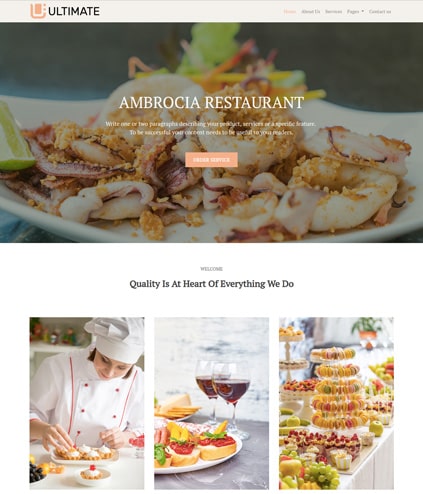 ULTIMATE
Home About Us Services Pages Contact us
AMBROCIA RESTAURANT
Write one or two paragraphs describing your product, services or a specific feature.
To be successful your content needs to be useful to your readers.
ORDER SERVICE
WELCOME
Quality Is At Heart Of Everything We Do